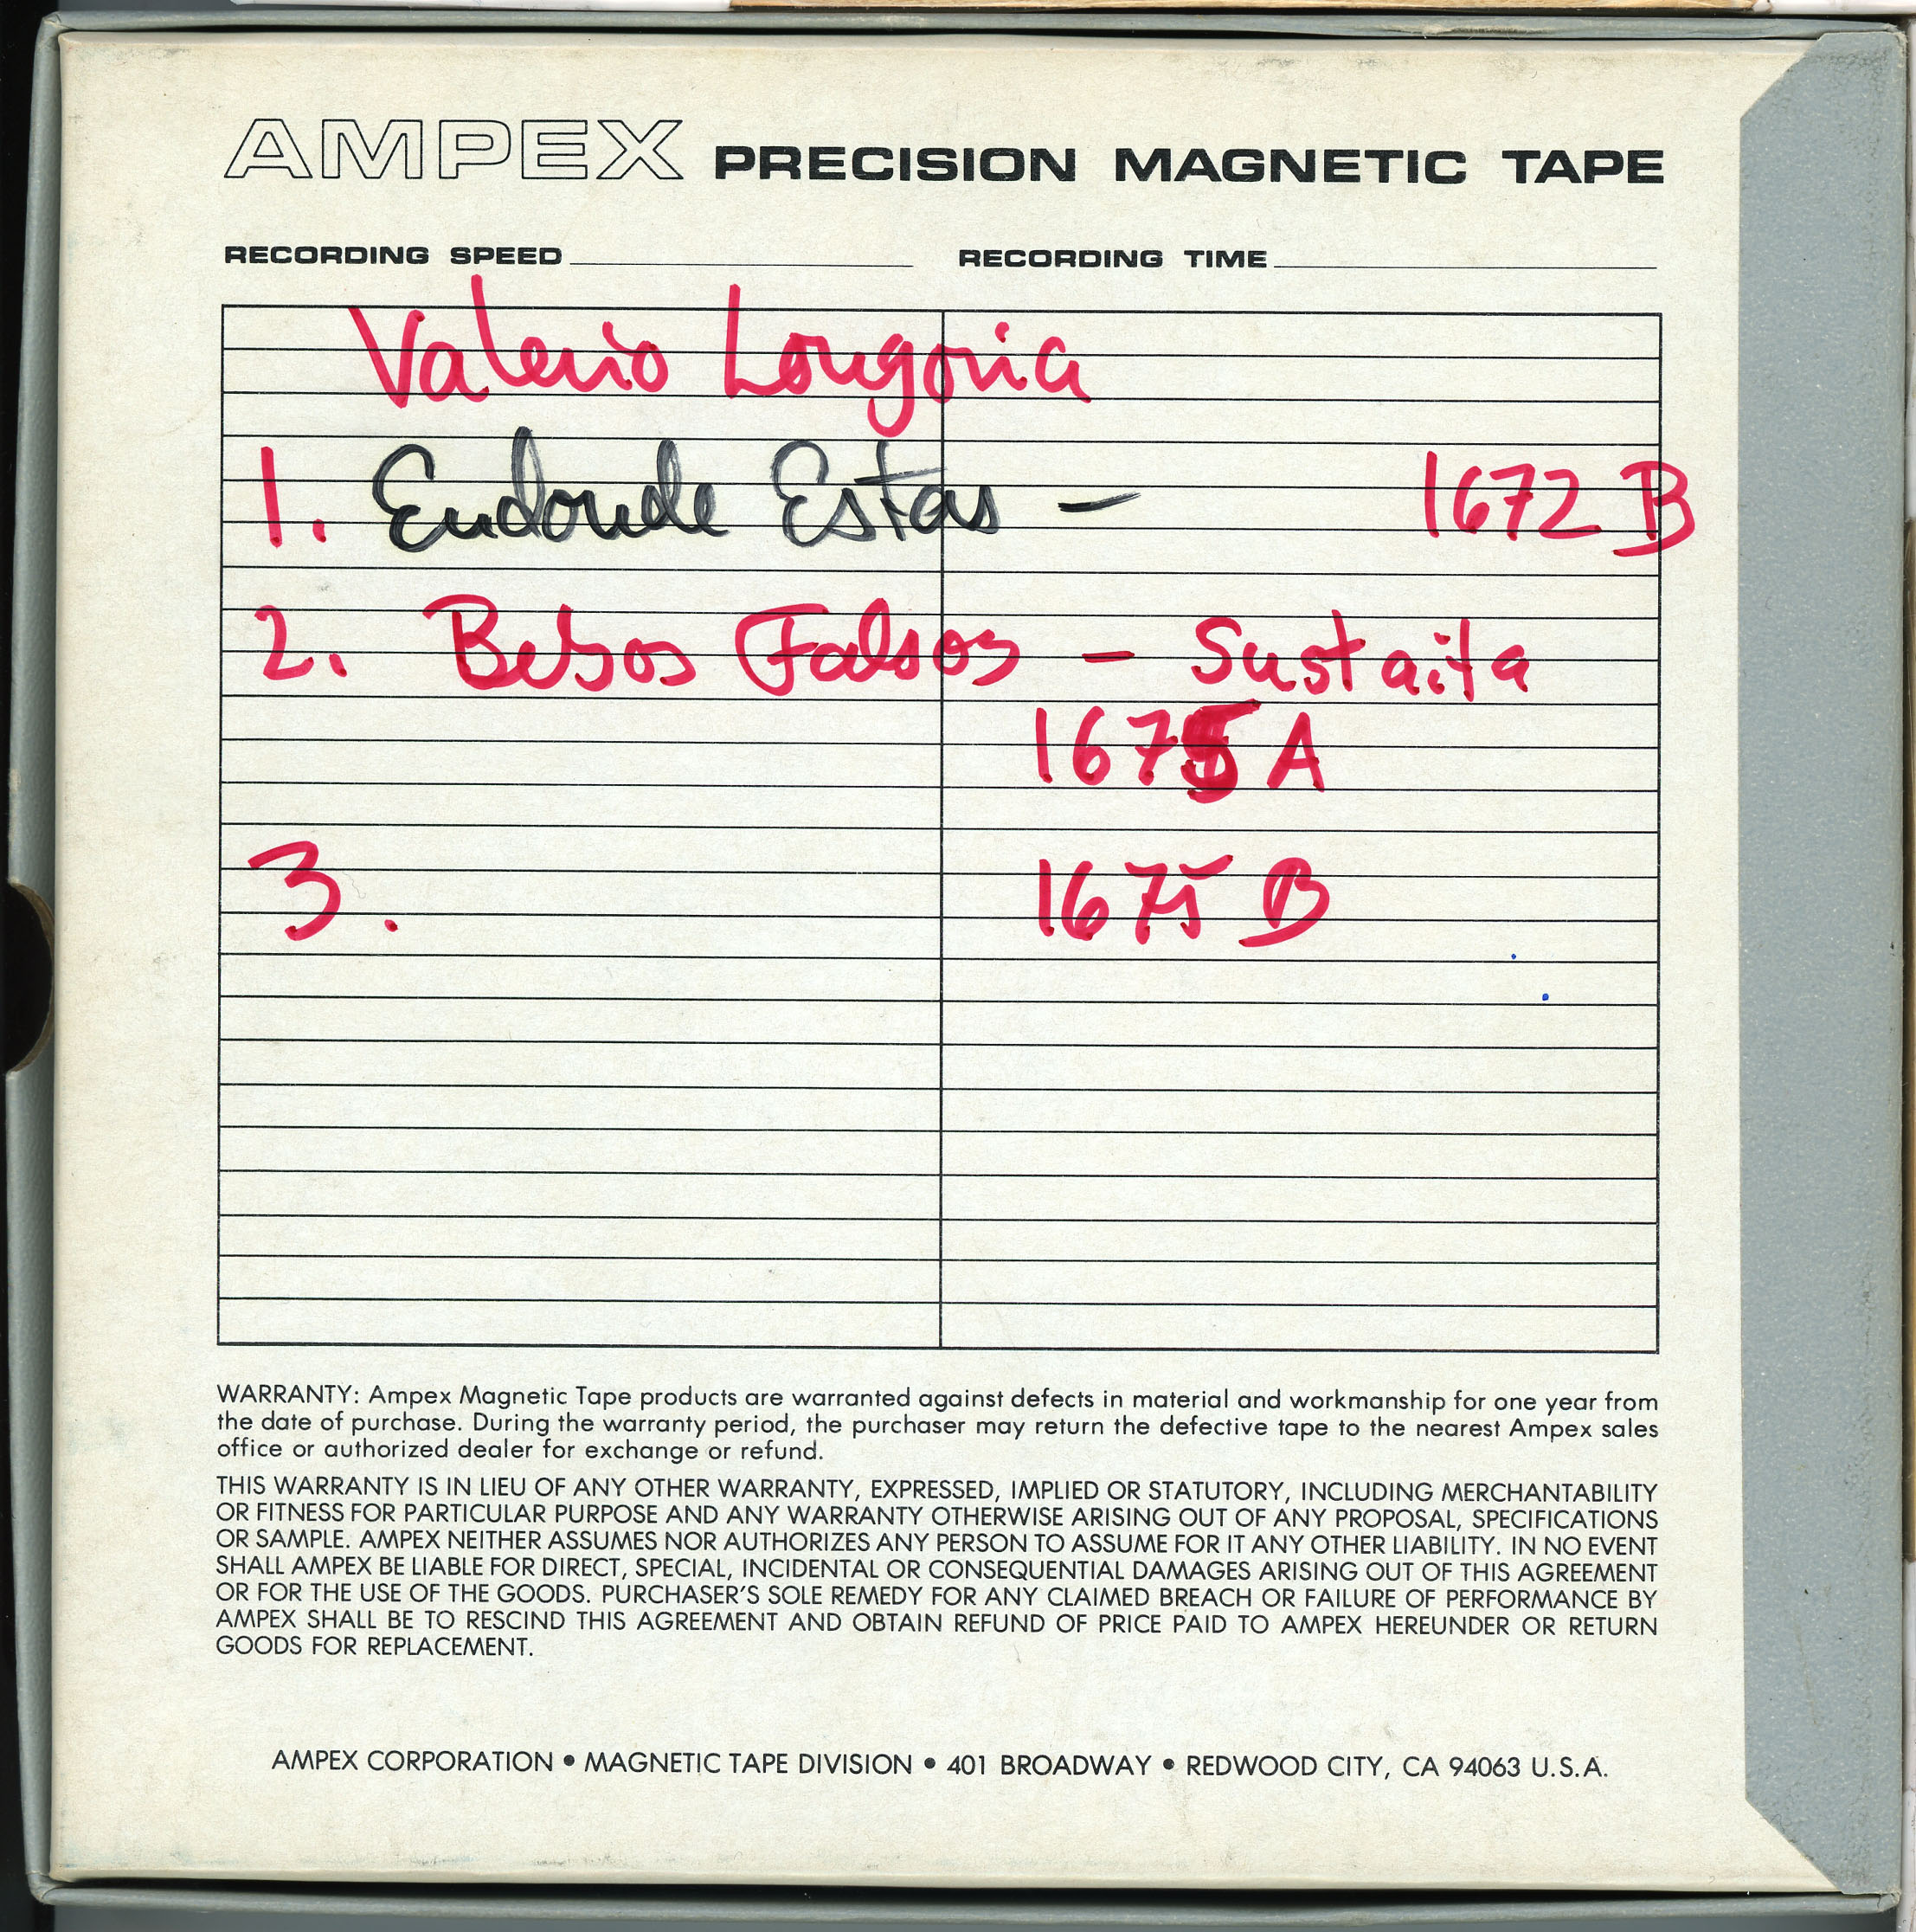 AMPEX PRECISION MAGNETIC TAPE
RECORDING SPEED RECORDING TIME
Valerio Longoria
1. Endonde Estas — 1672 B
2. Besos Falsos — Sustaita
1675 A
3. 1675 B
WARRANTY: Ampex Magnetic Tape products are warranted against defects in material and workmanship for one year from
the date of purchase. During the warranty period, the purchaser may return the defective tape to the nearest Ampex sales
office or authorized dealer for exchange or refund.
THIS WARRANTY IS IN LIEU OF ANY OTHER WARRANTY, EXPRESSED, IMPLIED OR STATUTORY, INCLUDING MERCHANTABILITY
OR FITNESS FOR PARTICULAR PURPOSE AND ANY WARRANTY OTHERWISE ARISING OUT OF ANY PROPOSAL, SPECIFICATIONS
OR SAMPLE. AMPEX NEITHER ASSUMES NOR AUTHORIZES ANY PERSON TO ASSUME FOR IT ANY OTHER LIABILITY. IN NO EVENT
SHALL AMPEX BE LIABLE FOR DIRECT, SPECIAL, INCIDENTAL OR CONSEQUENTIAL DAMAGES ARISING OUT OF THIS AGREEMENT
OR FOR THE USE OF THE GOODS. PURCHASER'S SOLE REMEDY FOR ANY CLAIMED BREACH OR FAILURE OF PERFORMANCE BY
AMPEX SHALL BE TO RESCIND THIS AGREEMENT AND OBTAIN REFUND OF PRICE PAID TO AMPEX HEREUNDER OR RETURN
GOODS FOR REPLACEMENT.
AMPEX CORPORATION • MAGNETIC TAPE DIVISION • 401 BROADWAY • REDWOOD CITY, CA 94063 U.S.A.